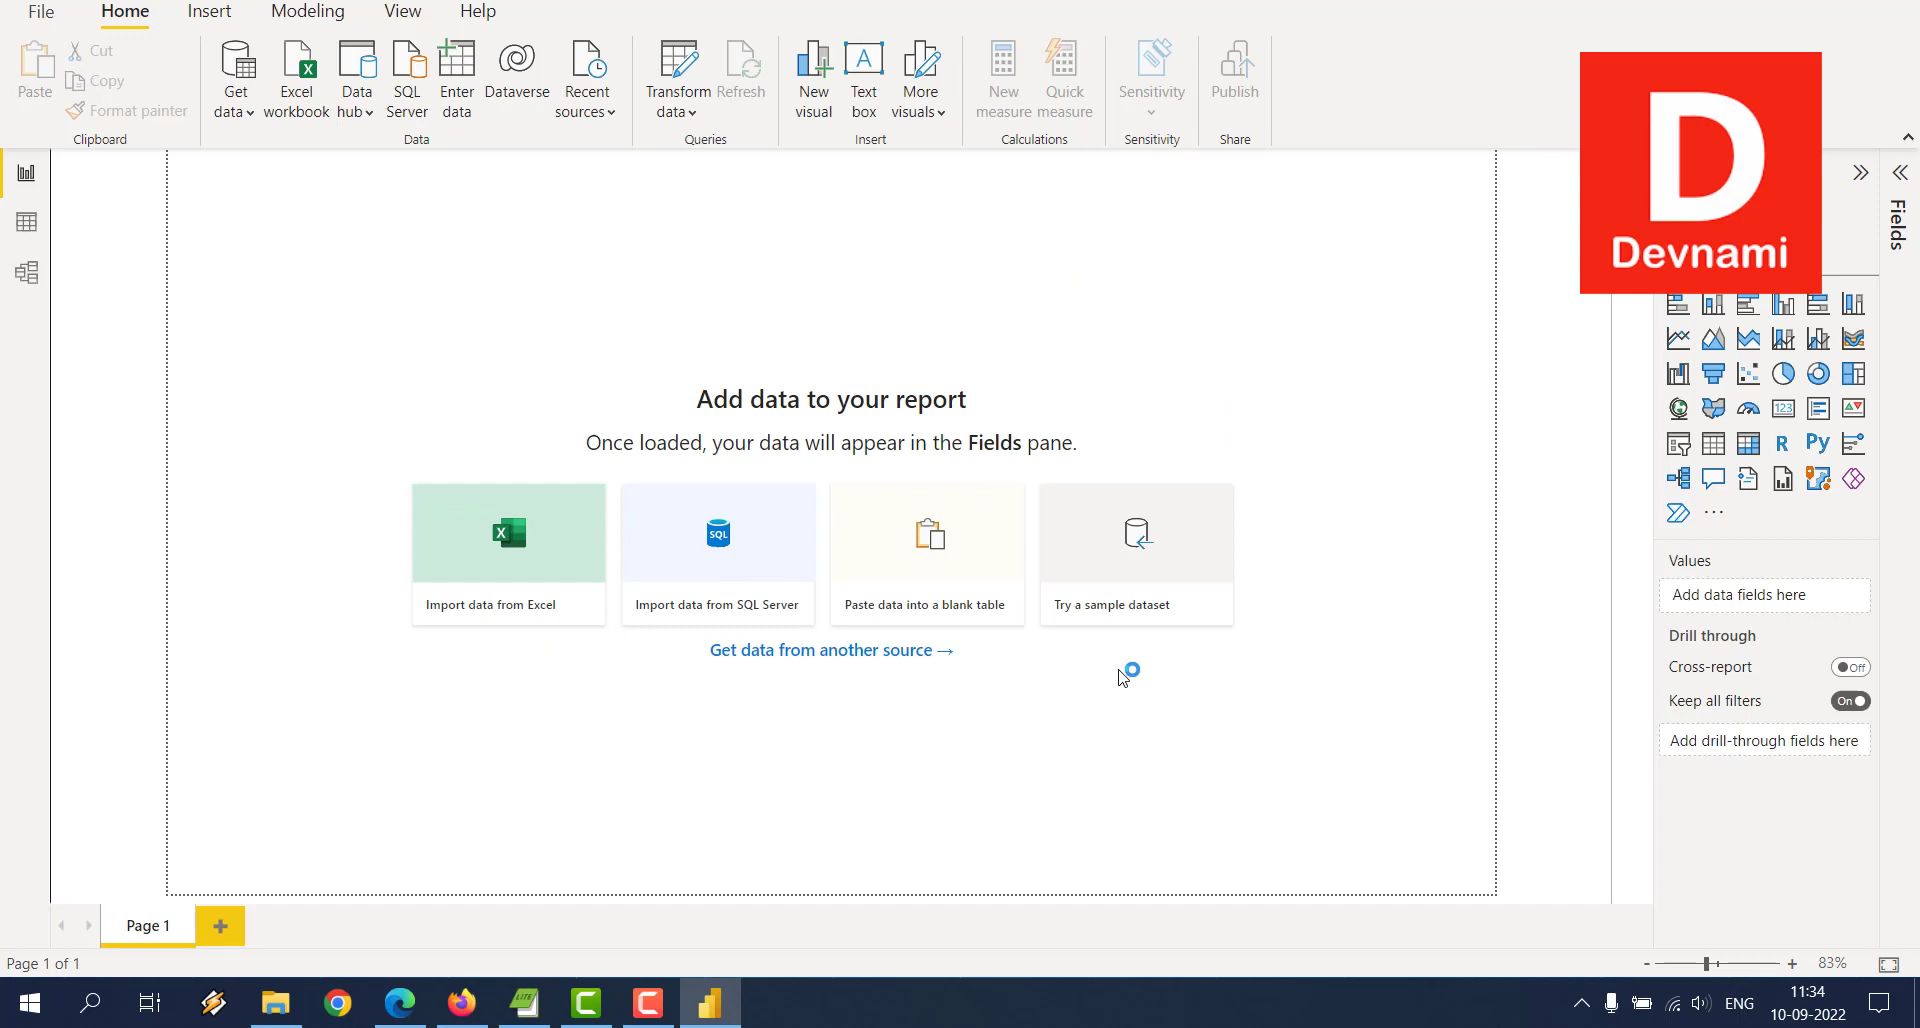 File Home Insert Modeling View Help
Paste
Cut
Copy
Format painter
Clipboard
Get data
Excel workbook
Data hub
SQL Server
Enter data
Dataverse
Recent sources
Data
Transform data
Refresh
Queries
New visual
Text box
More visuals
Insert
New measure
Quick measure
Calculations
Sensitivity
Sensitivity
Publish
Share
D
Devnami
Fields
Add data to your report
Once loaded, your data will appear in the Fields pane.
SQL
Import data from Excel
Import data from SQL Server
Paste data into a blank table
Try a sample dataset
Get data from another source →
123
R
Py
Values
Add data fields here
Drill through
Cross-report Off
Keep all filters On
Add drill-through fields here
Page 1
Page 1 of 1
- + 83%
LITE
ENG
11:34
10-09-2022